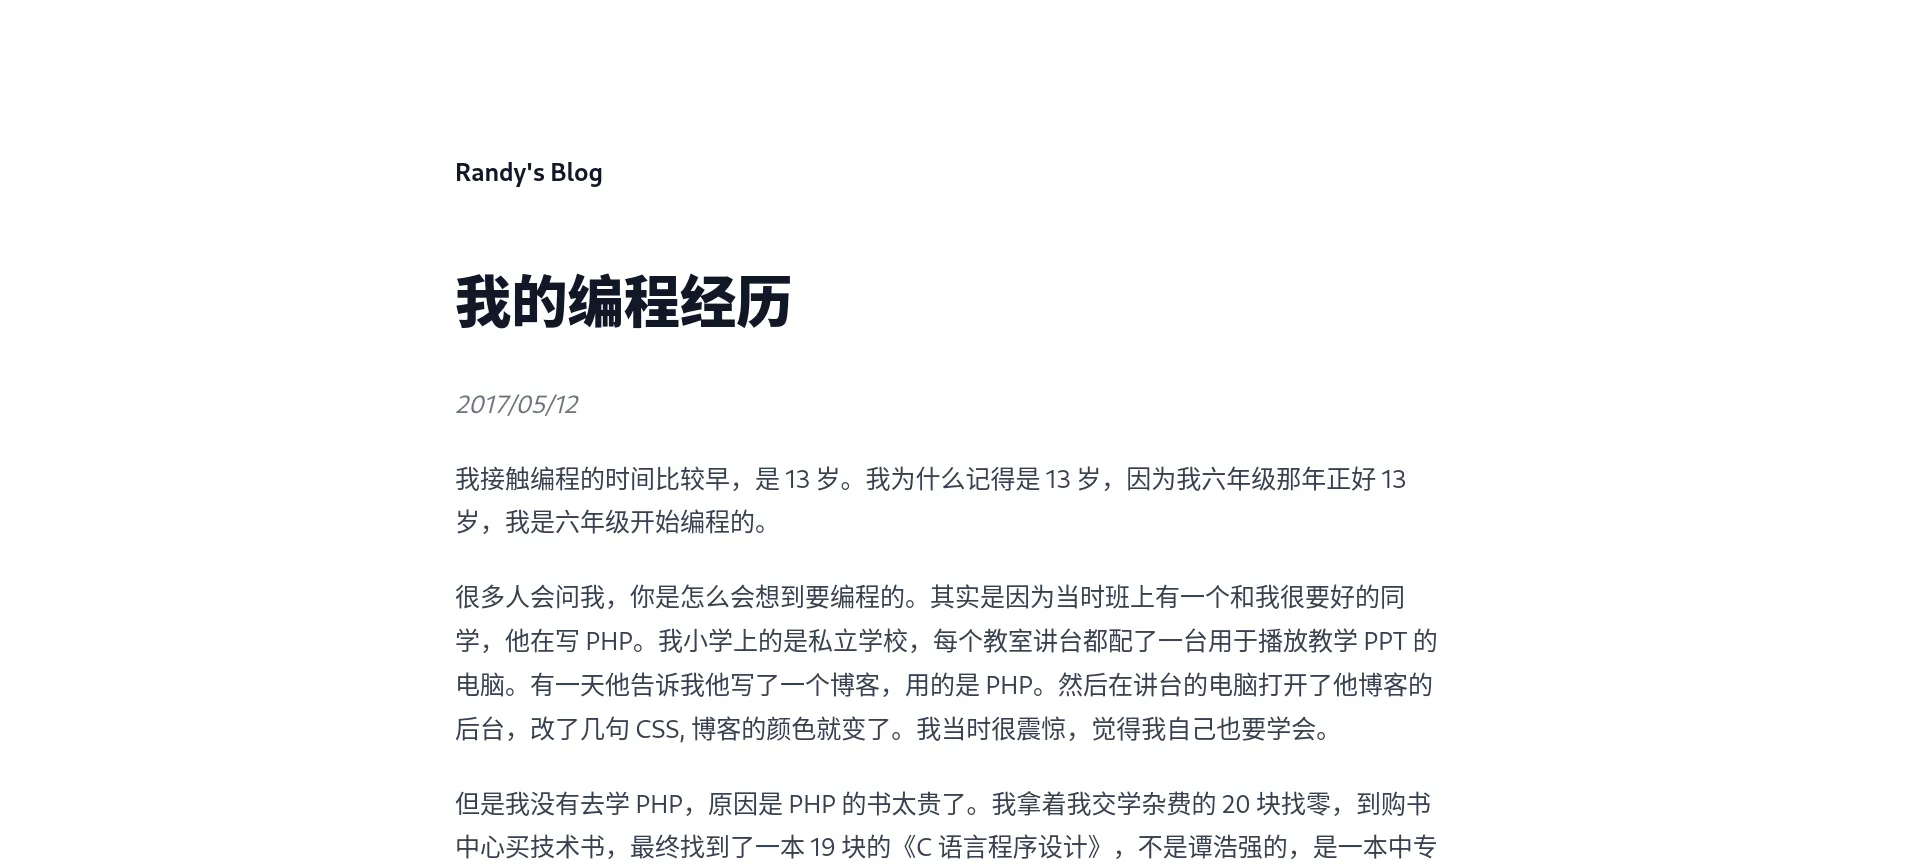 Randy's Blog
我的编程经历
2017/05/12
我接触编程的时间比较早，是 13 岁。我为什么记得是 13 岁，因为我六年级那年正好 13
岁，我是六年级开始编程的。
很多人会问我，你是怎么会想到要编程的。其实是因为当时班上有一个和我很要好的同
学，他在写 PHP。我小学上的是私立学校，每个教室讲台都配了一台用于播放教学 PPT 的
电脑。有一天他告诉我他写了一个博客，用的是 PHP。然后在讲台的电脑打开了他博客的
后台，改了几句 CSS, 博客的颜色就变了。我当时很震惊，觉得我自己也要学会。
但是我没有去学 PHP，原因是 PHP 的书太贵了。我拿着我交学杂费的 20 块找零，到购书
中心买技术书，最终找到了一本 19 块的《C 语言程序设计》，不是谭浩强的，是一本中专